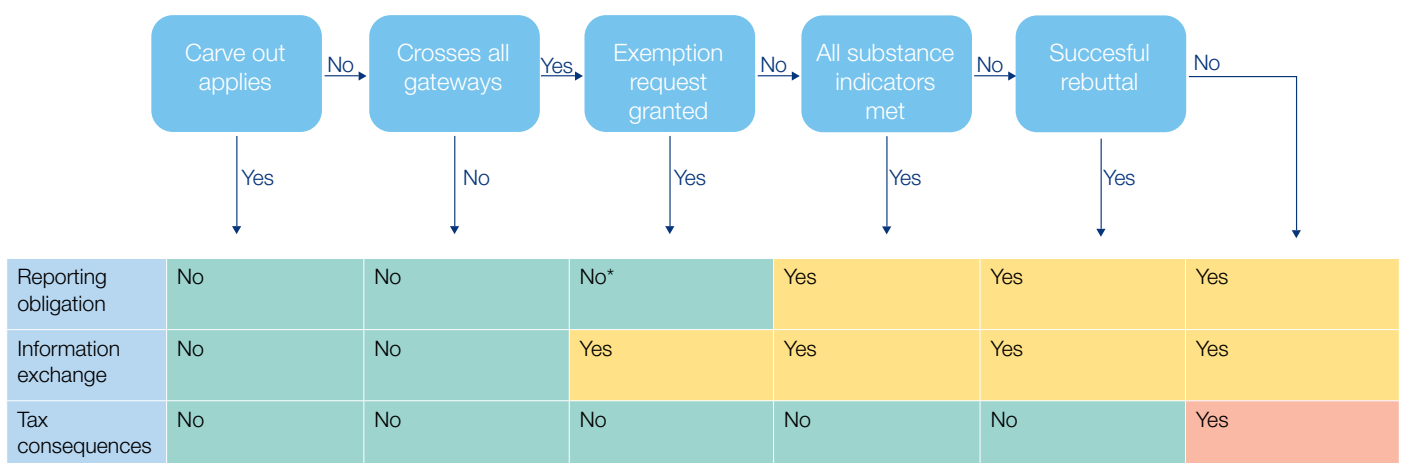 Carve out
applies
No
Crosses all
gateways
Yes
Exemption
request
granted
No
All substance
indicators
met
No
Succesful
rebuttal
No
Yes
No
Yes
Yes
Yes
Reporting
obligation
No
No
No*
Yes
Yes
Yes
Information
exchange
No
No
Yes
Yes
Yes
Yes
Tax
consequences
No
No
No
No
No
Yes